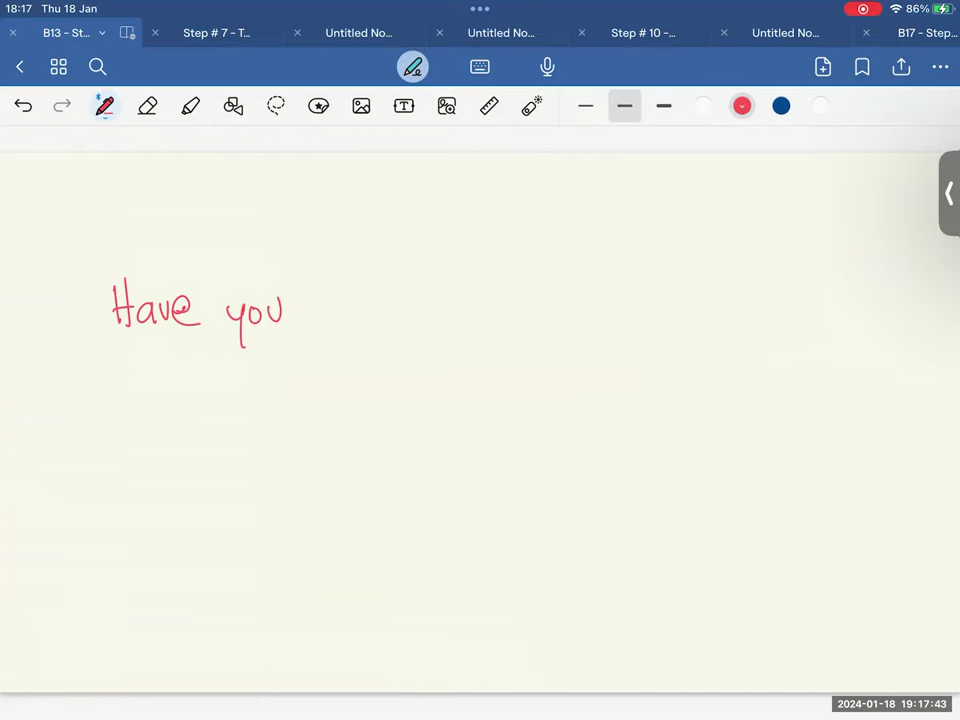 18:17 Thu 18 Jan 86%
B13 - St... Step # 7 - T... Untitled No... Untitled No... Step # 10 -... Untitled No... B17 - Step...
Have you
2024-01-18 19:17:43